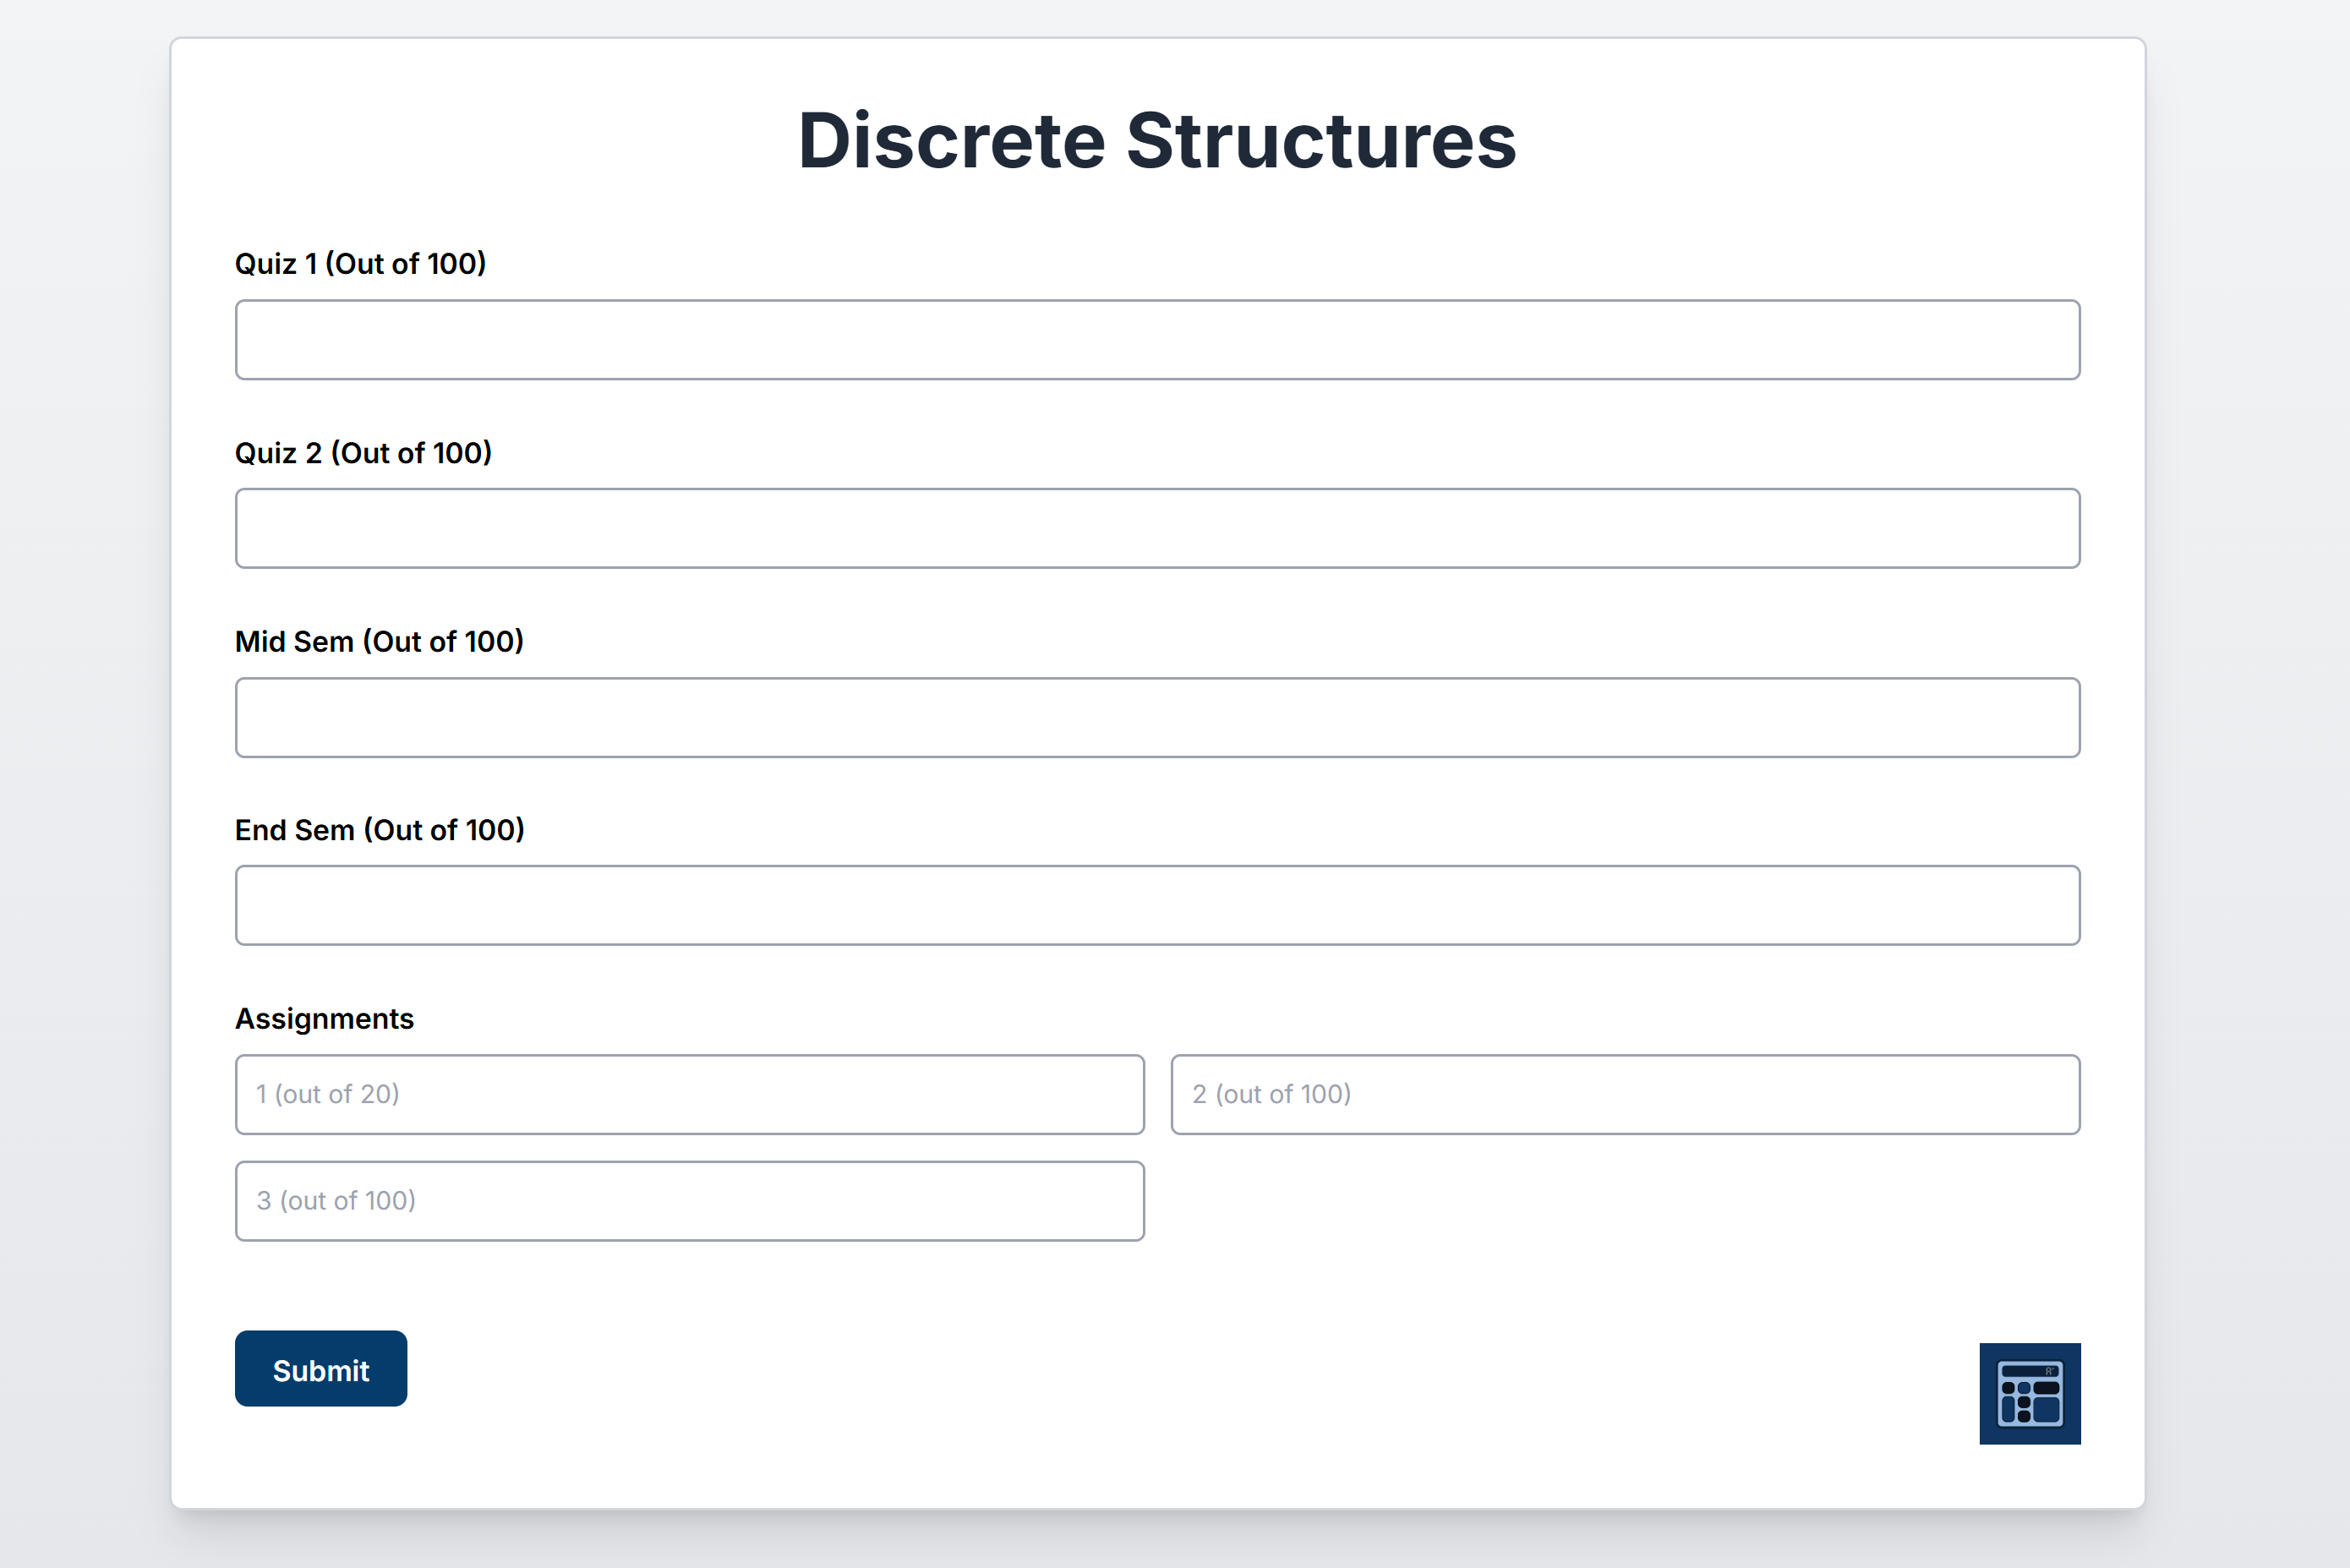 Discrete Structures
Quiz 1 (Out of 100)
Quiz 2 (Out of 100)
Mid Sem (Out of 100)
End Sem (Out of 100)
Assignments
1 (out of 20)
2 (out of 100)
3 (out of 100)
Submit